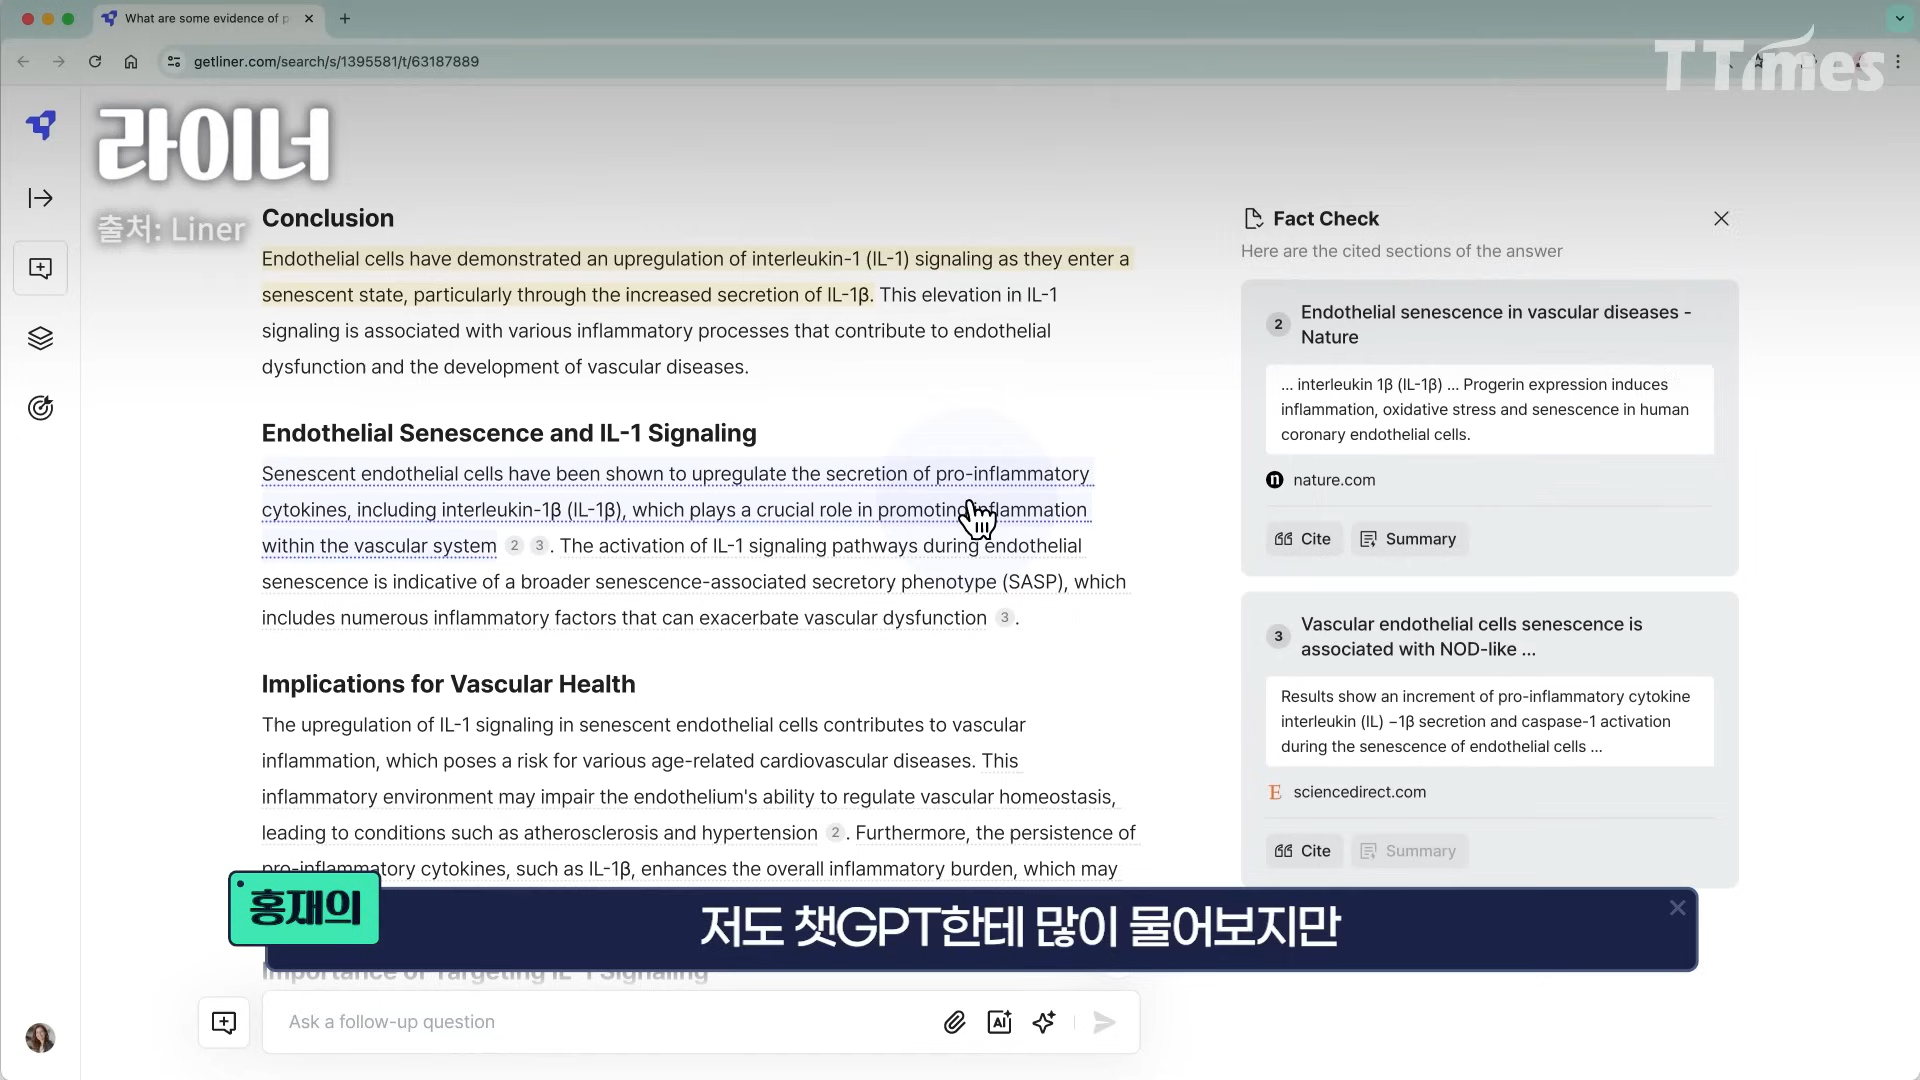 What are some evidence of p
getliner.com/search/s/1395581/t/63187889
TTimes
라이너
출처: Liner
Conclusion
Endothelial cells have demonstrated an upregulation of interleukin-1 (IL-1) signaling as they enter a
senescent state, particularly through the increased secretion of IL-1β. This elevation in IL-1
signaling is associated with various inflammatory processes that contribute to endothelial
dysfunction and the development of vascular diseases.
Endothelial Senescence and IL-1 Signaling
Senescent endothelial cells have been shown to upregulate the secretion of pro-inflammatory
cytokines, including interleukin-1β (IL-1β), which plays a crucial role in promoting inflammation
within the vascular system 2 3. The activation of IL-1 signaling pathways during endothelial
senescence is indicative of a broader senescence-associated secretory phenotype (SASP), which
includes numerous inflammatory factors that can exacerbate vascular dysfunction 3.
Implications for Vascular Health
The upregulation of IL-1 signaling in senescent endothelial cells contributes to vascular
inflammation, which poses a risk for various age-related cardiovascular diseases. This
inflammatory environment may impair the endothelium's ability to regulate vascular homeostasis,
leading to conditions such as atherosclerosis and hypertension 2. Furthermore, the persistence of
pro-inflammatory cytokines, such as IL-1β, enhances the overall inflammatory burden, which may
Importance of Targeting IL-1 Signaling
Ask a follow-up question
AI
Fact Check
Here are the cited sections of the answer
2
Endothelial senescence in vascular diseases -
Nature
... interleukin 1β (IL-1β) ... Progerin expression induces
inflammation, oxidative stress and senescence in human
coronary endothelial cells.
n nature.com
Cite Summary
3
Vascular endothelial cells senescence is
associated with NOD-like ...
Results show an increment of pro-inflammatory cytokine
interleukin (IL) −1β secretion and caspase-1 activation
during the senescence of endothelial cells ...
E sciencedirect.com
Cite Summary
홍재의
저도 챗GPT한테 많이 물어보지만